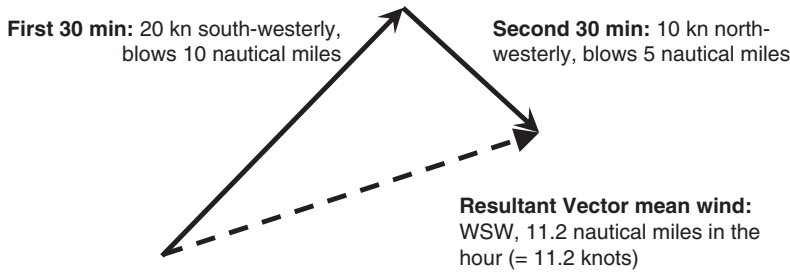 First 30 min: 20 kn south-westerly,
blows 10 nautical miles
Second 30 min: 10 kn north-
westerly, blows 5 nautical miles
Resultant Vector mean wind:
WSW, 11.2 nautical miles in the
hour (= 11.2 knots)